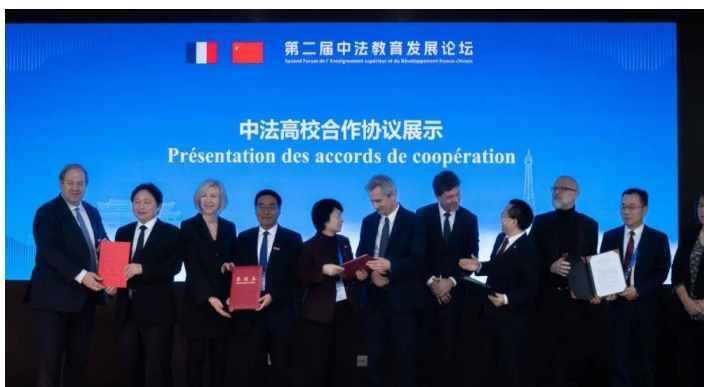 第二届中法教育发展论坛
Second Forum de l'Enseignement supérieur et du Développement franco-chinois
中法高校合作协议展示
Présentation des accords de coopération